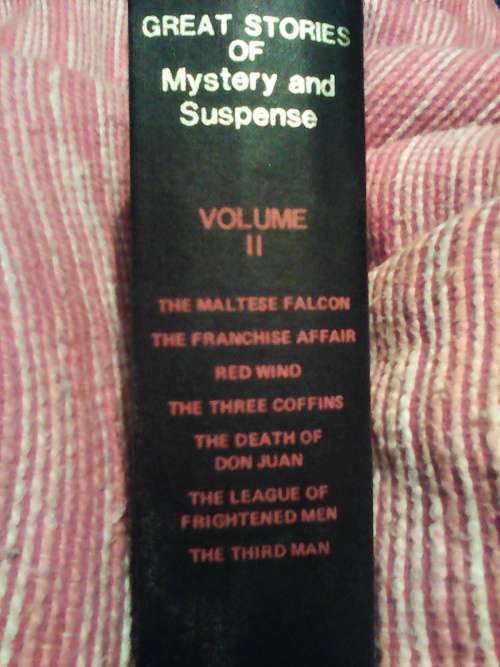 GREAT STORIES
OF
Mystery and
Suspense
VOLUME
II
THE MALTESE FALCON
THE FRANCHISE AFFAIR
RED WIND
THE THREE COFFINS
THE DEATH OF
DON JUAN
THE LEAGUE OF
FRIGHTENED MEN
THE THIRD MAN